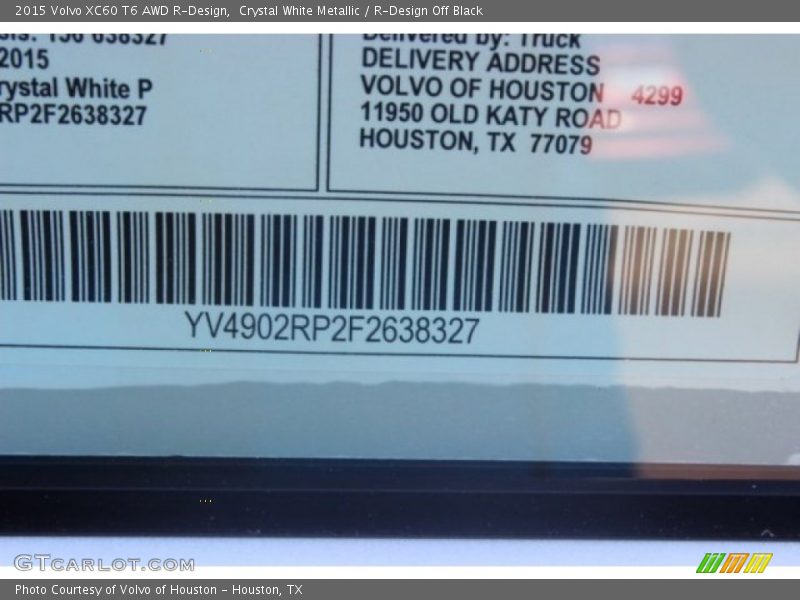 2015 Volvo XC60 T6 AWD R-Design, Crystal White Metallic / R-Design Off Black
156 638327
2015
rystal White P
RP2F2638327
Delivered by: Truck
DELIVERY ADDRESS
VOLVO OF HOUSTON 4299
11950 OLD KATY ROAD
HOUSTON, TX 77079
YV4902RP2F2638327
GTCARLOT.COM
Photo Courtesy of Volvo of Houston - Houston, TX